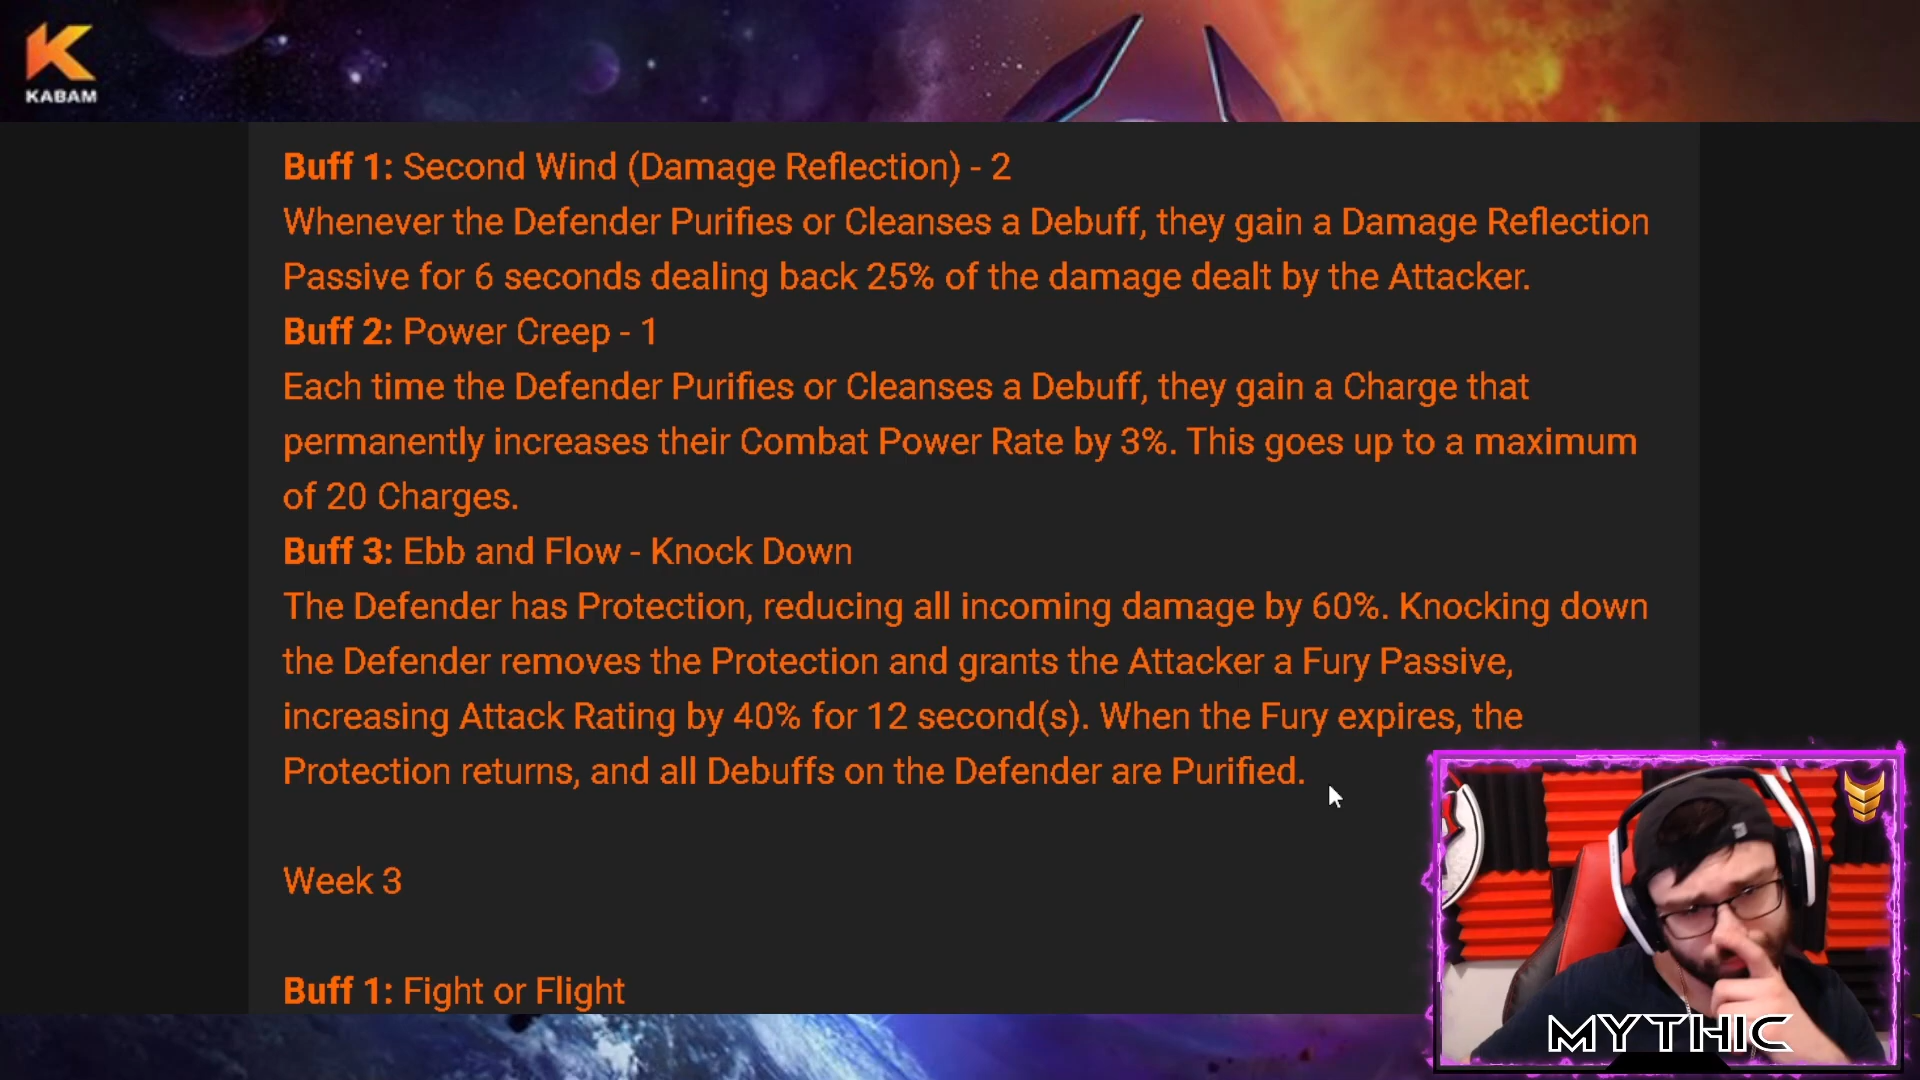 KABAM
Buff 1: Second Wind (Damage Reflection) - 2
Whenever the Defender Purifies or Cleanses a Debuff, they gain a Damage Reflection
Passive for 6 seconds dealing back 25% of the damage dealt by the Attacker.
Buff 2: Power Creep - 1
Each time the Defender Purifies or Cleanses a Debuff, they gain a Charge that
permanently increases their Combat Power Rate by 3%. This goes up to a maximum
of 20 Charges.
Buff 3: Ebb and Flow - Knock Down
The Defender has Protection, reducing all incoming damage by 60%. Knocking down
the Defender removes the Protection and grants the Attacker a Fury Passive,
increasing Attack Rating by 40% for 12 second(s). When the Fury expires, the
Protection returns, and all Debuffs on the Defender are Purified.
Week 3
Buff 1: Fight or Flight
MYTHIC